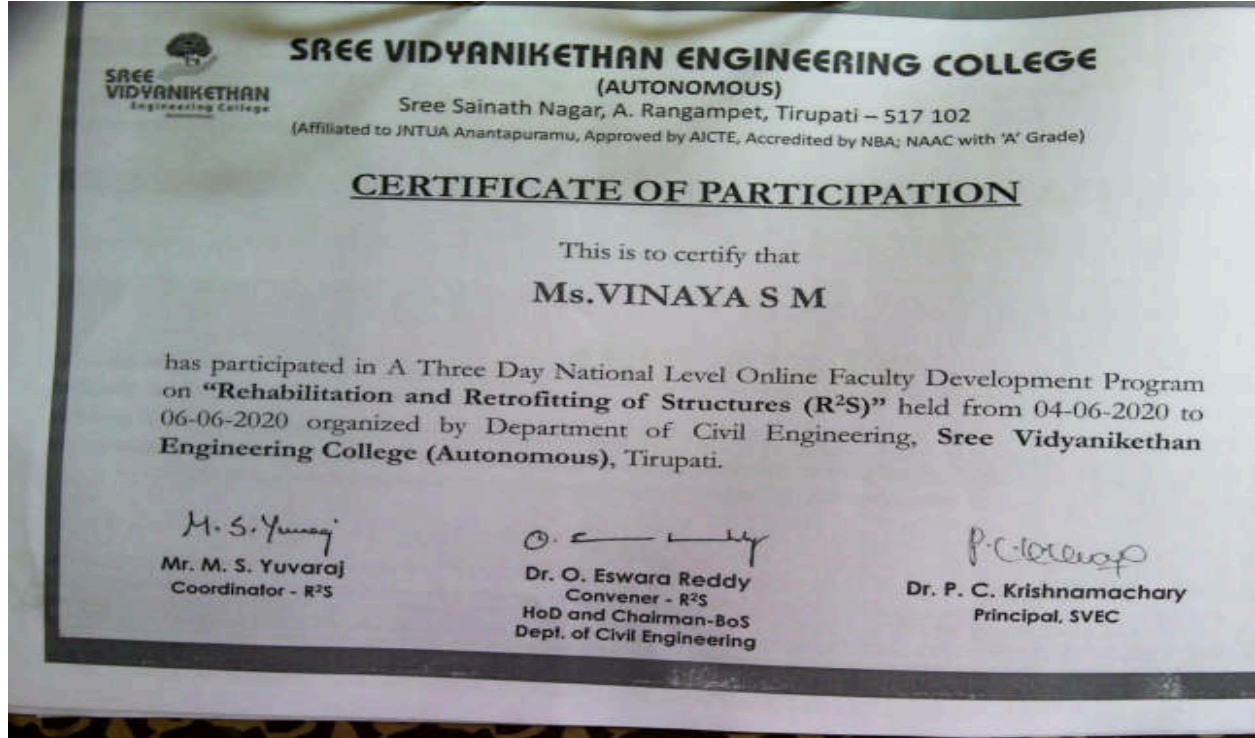 SREE
VIDYANIKETHAN
Engineering College
SREE VIDYANIKETHAN ENGINEERING COLLEGE
(AUTONOMOUS)
Sree Sainath Nagar, A. Rangampet, Tirupati – 517 102
(Affiliated to JNTUA Anantapuramu, Approved by AICTE, Accredited by NBA; NAAC with 'A' Grade)
CERTIFICATE OF PARTICIPATION
This is to certify that
Ms.VINAYA S M
has participated in A Three Day National Level Online Faculty Development Program
on “Rehabilitation and Retrofitting of Structures (R²S)” held from 04-06-2020 to
06-06-2020 organized by Department of Civil Engineering, Sree Vidyanikethan
Engineering College (Autonomous), Tirupati.
M. S. Yuvaraj
Mr. M. S. Yuvaraj
Coordinator - R²S
Dr. O. Eswara Reddy
Convener - R²S
HoD and Chairman-BoS
Dept. of Civil Engineering
Dr. P. C. Krishnamachary
Principal, SVEC